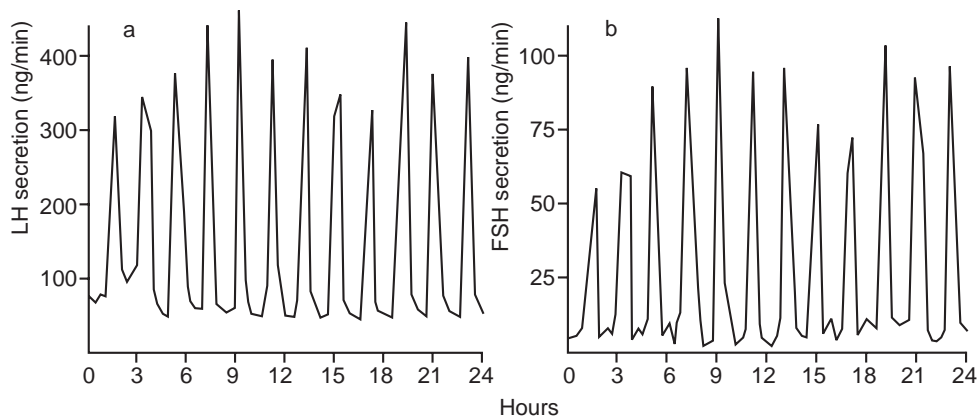 a
LH secretion (ng/min)
400
300
200
100
0 3 6 9 12 15 18 21 24
b
FSH secretion (ng/min)
100
75
50
25
0 3 6 9 12 15 18 21 24
Hours